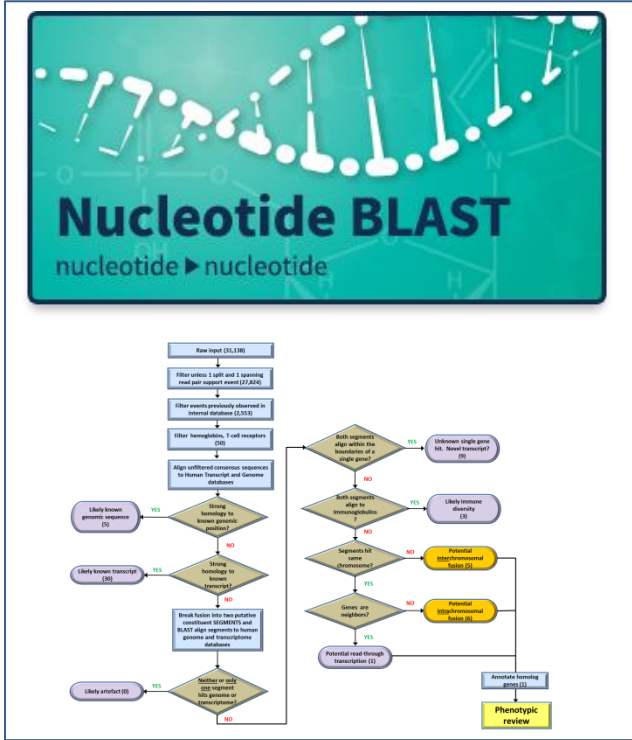 Nucleotide BLAST
nucleotide ▶ nucleotide
O
P
O
O
N
N
OH
H
H
Raw input (31,138)
Filter unless 1 split and 1 spanning
read pair support event (27,824)
Filter events previously observed in
internal database (2,553)
Filter hemoglobins, T-cell receptors
(50)
Align unfiltered consensus sequences
to Human Transcript and Genome
databases
Strong
homology to
known genomic
position?
YES
Likely known
genomic sequence
(5)
NO
Strong
homology to
known
transcript?
YES
Likely known transcript
(30)
NO
Break fusion into two putative
constituent SEGMENTS and
BLAST align segments to human
genome and transcriptome
databases
Neither or only
one segment
hits genome or
transcriptome?
YES
Likely artefact (0)
NO
Both segments
align within the
boundaries of a
single gene?
YES
Unknown single gene
hit. Novel transcript?
(9)
NO
Both segments
align to
Immunoglobulins
?
YES
Likely immune
diversity
(3)
NO
Segments hit
same
chromosome?
NO
Potential
interchromosomal
fusion (5)
YES
Genes are
neighbors?
NO
Potential
intrachromosomal
fusion (6)
YES
Potential read-through
transcription (1)
Annotate homolog
genes (1)
Phenotypic
review